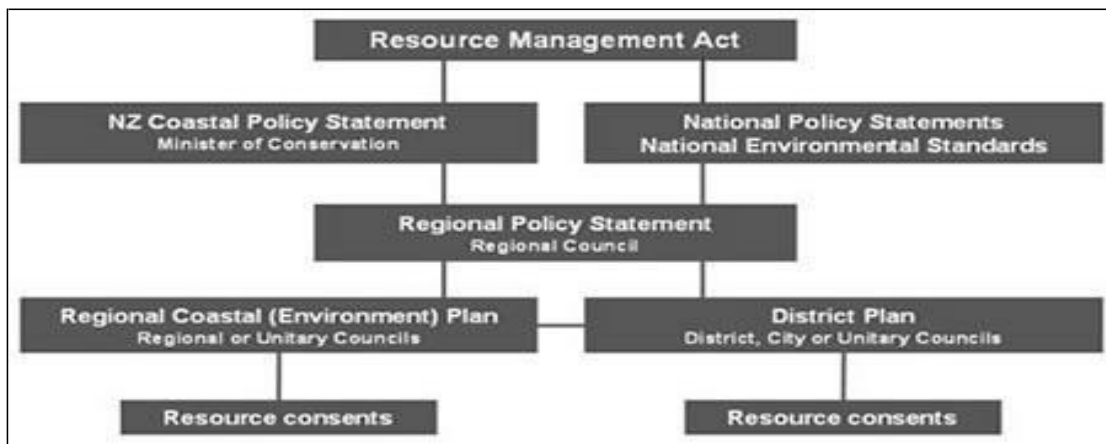 Resource Management Act
NZ Coastal Policy Statement
Minister of Conservation
National Policy Statements
National Environmental Standards
Regional Policy Statement
Regional Council
Regional Coastal (Environment) Plan
Regional or Unitary Councils
District Plan
District, City or Unitary Councils
Resource consents
Resource consents